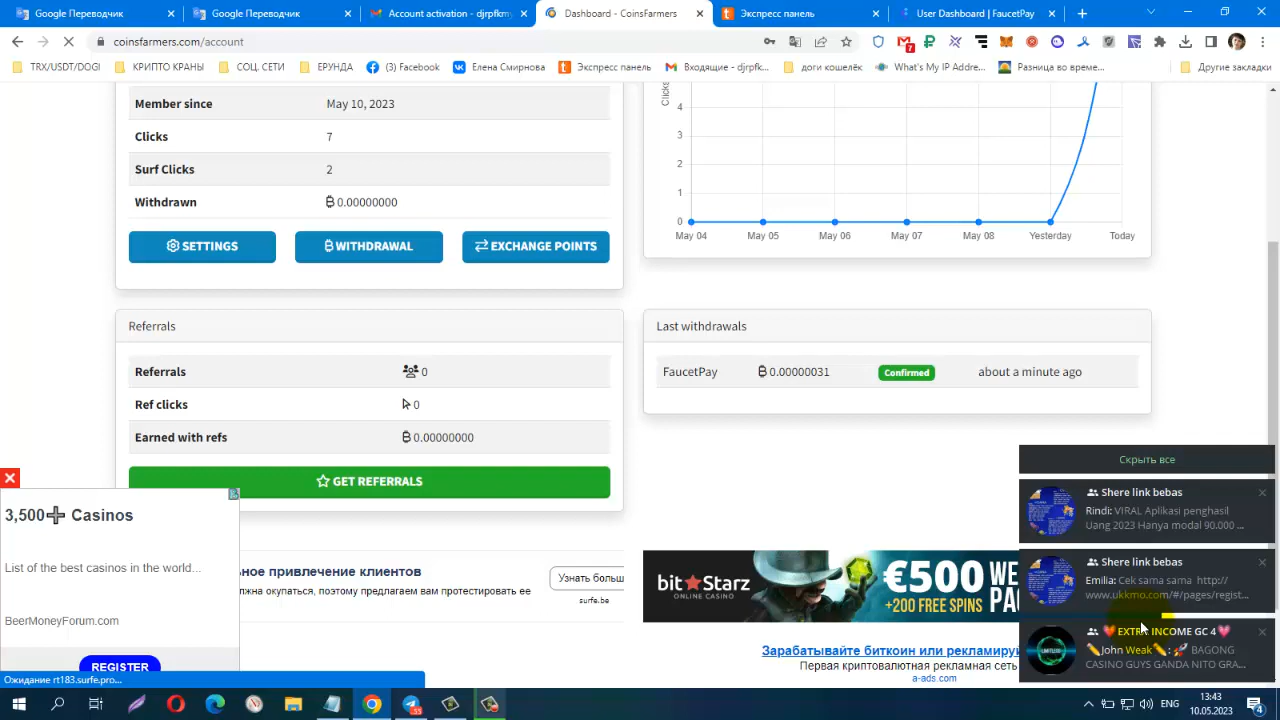 Google Переводчик
Google Переводчик
Account activation - djrpfkmy
Dashboard - CoinsFarmers
Экспресс панель
User Dashboard | FaucetPay
coinsfarmers.com/account
7
TRX/USDT/DOGI
КРИПТО КРАНЫ
СОЦ. СЕТИ
ЕРУНДА
(3) Facebook
Елена Смирнова
Экспресс панель
Входящие - djrpfk...
доги кошелёк
What's My IP Addre...
Разница во време...
Другие закладки
Member since May 10, 2023
Clicks 7
Surf Clicks 2
Withdrawn ₿ 0.00000000
SETTINGS
WITHDRAWAL
EXCHANGE POINTS
Clicks
4
3
2
1
0
May 04 May 05 May 06 May 07 May 08 Yesterday Today
Referrals
Referrals 0
Ref clicks 0
Earned with refs ₿ 0.00000000
GET REFERRALS
Last withdrawals
FaucetPay ₿ 0.00000031 Confirmed about a minute ago
3,500 Casinos
List of the best casinos in the world...
BeerMoneyForum.com
REGISTER
ное привлечение клиентов
лжна окупаться. Мы предлагаем вам протестировать ее
Узнать больш
surfe.be
bitStarz
ONLINE CASINO
€500 WE
+200 FREE SPINS PA
Зарабатывайте биткоин или рекламиру
Первая криптовалютная рекламная сеть
a-ads.com
Скрыть все
Shere link bebas
Rindi: VIRAL Aplikasi penghasil
Uang 2023 Hanya modal 90.000 ...
Shere link bebas
Emilia: Cek sama sama http://
www.ukkmo.com/#/pages/regist...
EXTRA INCOME GC 4
LIMITLESS
John Weak: BAGONG
CASINO GUYS GANDA NITO GRA...
Ожидание rt183.surfe.pro...
33
ENG
13:43
10.05.2023
4